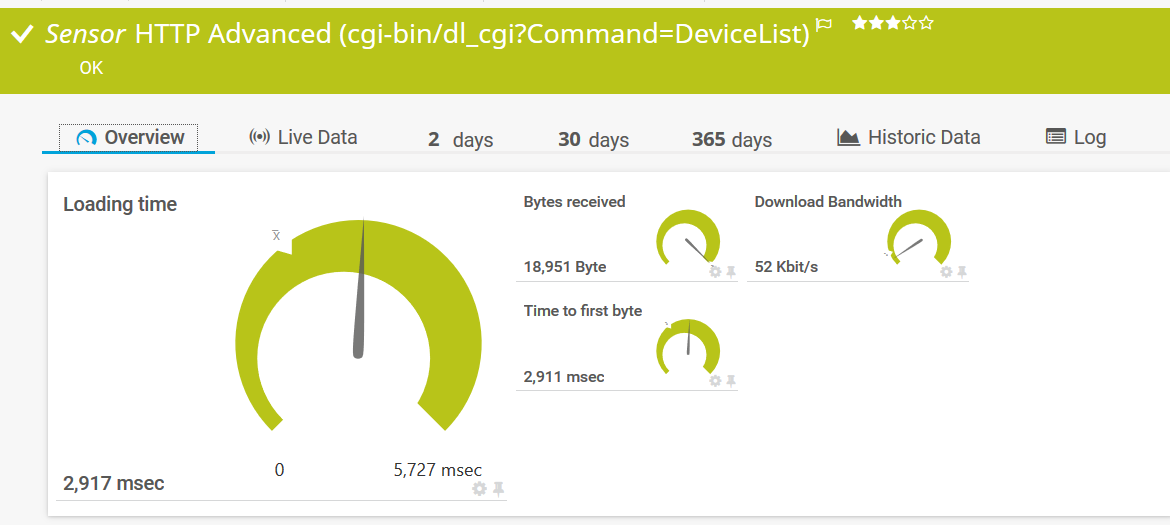 Sensor HTTP Advanced (cgi-bin/dl_cgi?Command=DeviceList)
OK
Overview Live Data 2 days 30 days 365 days Historic Data Log
Loading time
x̅
0 5,727 msec
2,917 msec
Bytes received
18,951 Byte
Download Bandwidth
52 Kbit/s
Time to first byte
2,911 msec